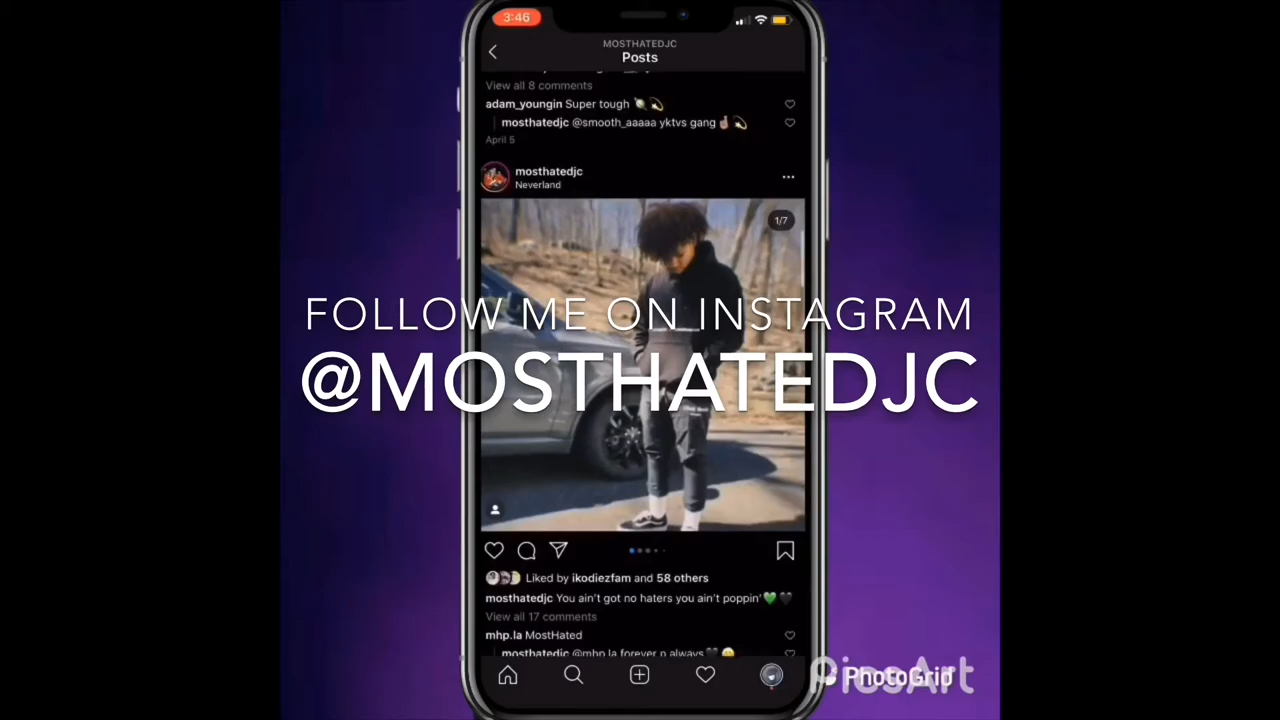 3:46
MOSTHATEDJC
Posts
View all 8 comments
adam_youngin Super tough
mosthatedjc @smooth_aaaaa yktvs gang
April 5
mosthatedjc
Neverland
1/7
FOLLOW ME ON INSTAGRAM
@MOSTHATEDJC
Liked by ikodiezfam and 58 others
mosthatedjc You ain't got no haters you ain't poppin'💚🖤
View all 17 comments
mhp.la MostHated
mosthatedjc @mhp.la forever n always🖤
PicsArt
PhotoGrid